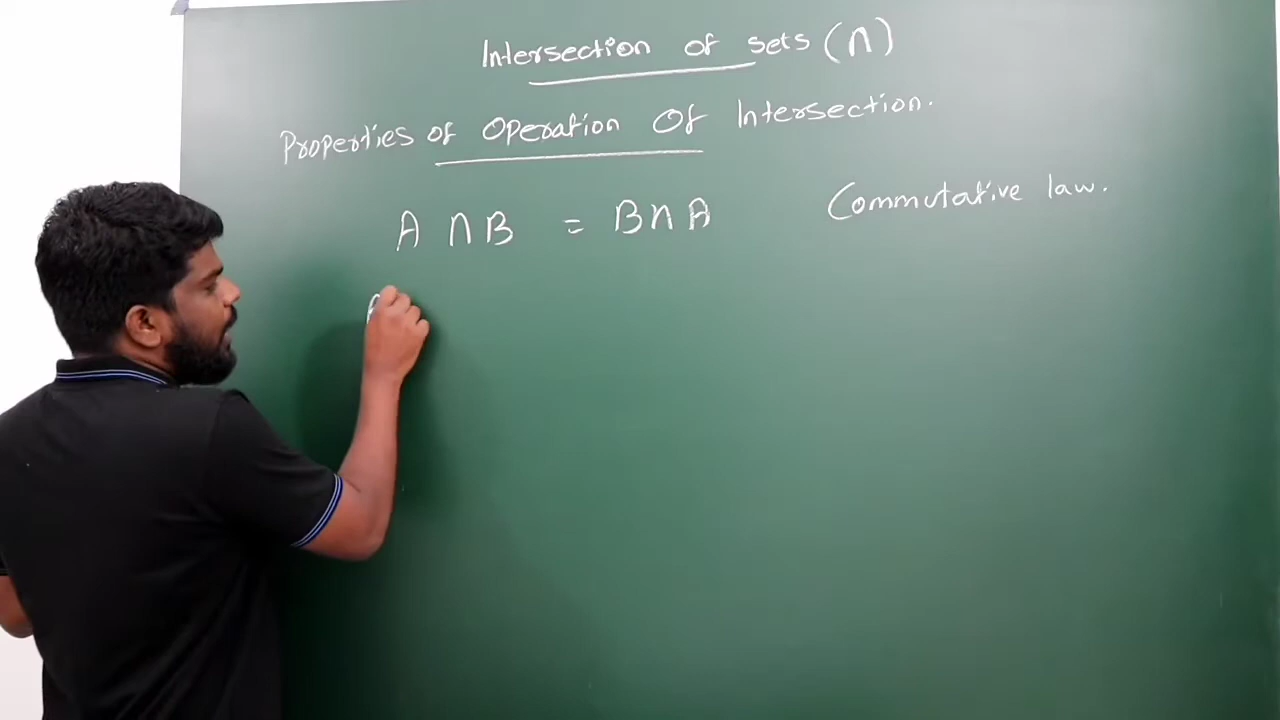 Intersection of sets (∩)
Properties of Operation Of Intersection.
A ∩ B = B ∩ A Commutative law.